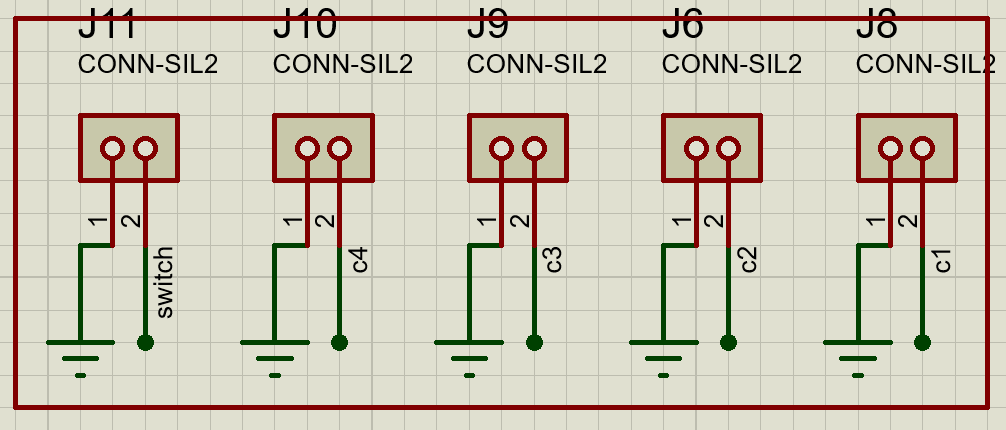 J11 J10 J9 J6 J8
CONN-SIL2 CONN-SIL2 CONN-SIL2 CONN-SIL2 CONN-SIL2
1 2 1 2 1 2 1 2 1 2
switch c4 c3 c2 c1